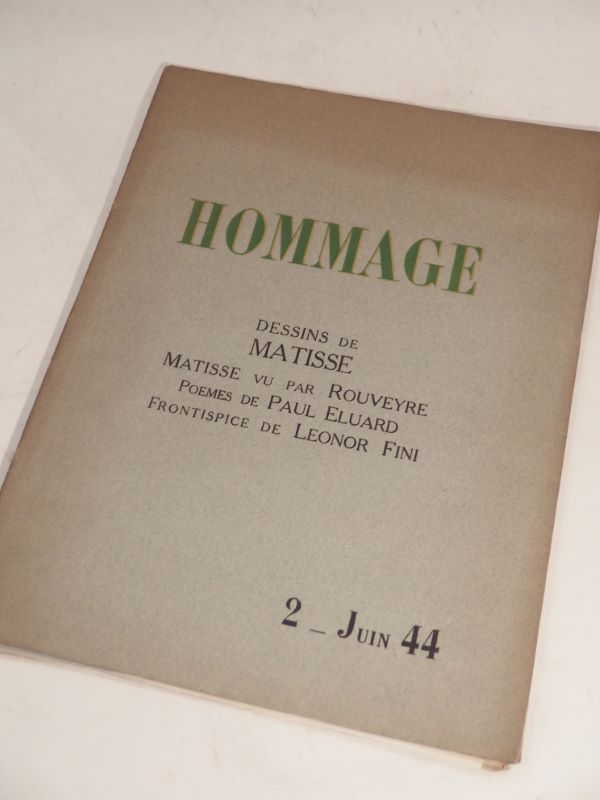 HOMMAGE
DESSINS DE
MATISSE
MATISSE VU PAR ROUVEYRE
POEMES DE PAUL ELUARD
FRONTISPICE DE LEONOR FINI
2 _ JUIN 44